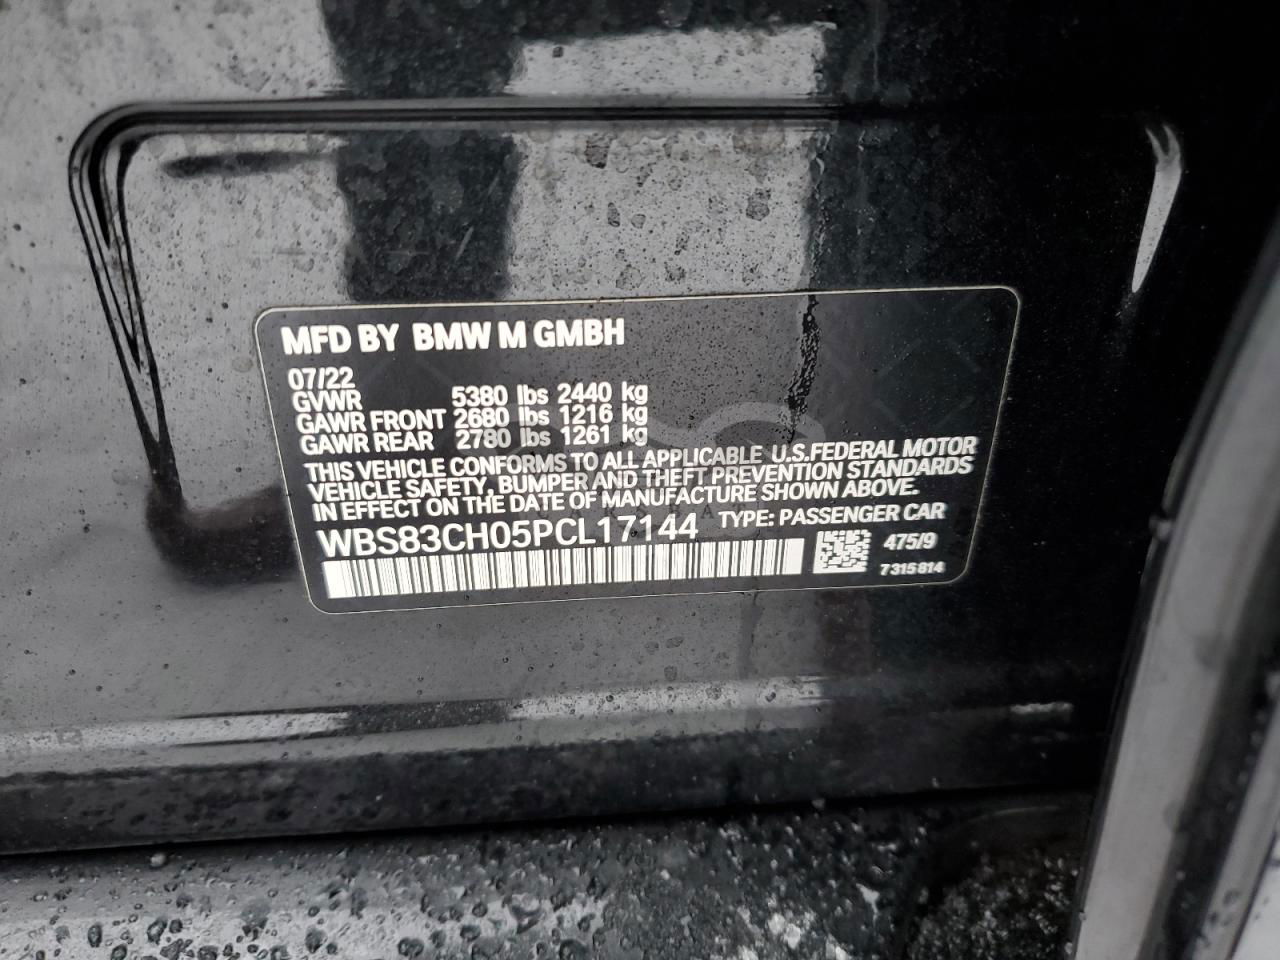 MFD BY BMW M GMBH
07/22
GVWR 5380 lbs 2440 kg
GAWR FRONT 2680 lbs 1216 kg
GAWR REAR 2780 lbs 1261 kg
THIS VEHICLE CONFORMS TO ALL APPLICABLE U.S.FEDERAL MOTOR
VEHICLE SAFETY, BUMPER AND THEFT PREVENTION STANDARDS
IN EFFECT ON THE DATE OF MANUFACTURE SHOWN ABOVE.
WBS83CH05PCL17144 TYPE: PASSENGER CAR
475/9
7315814